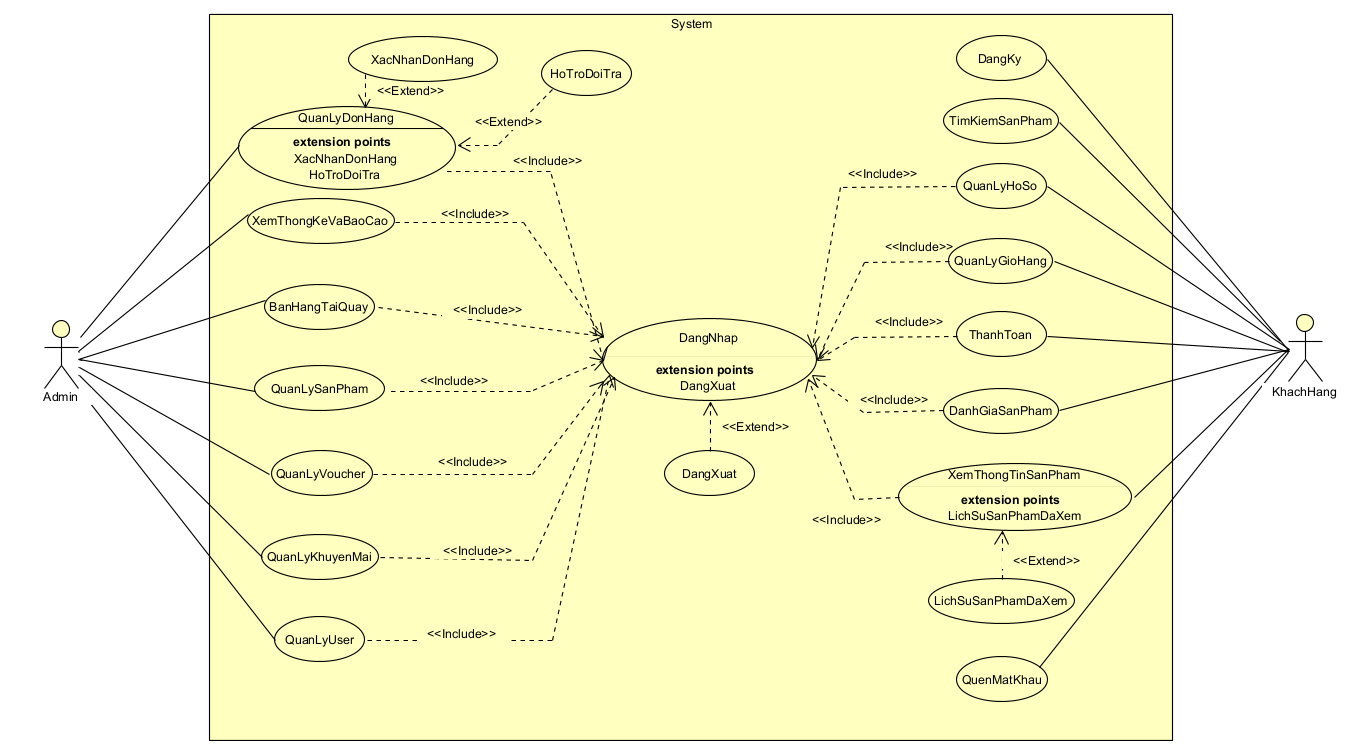 System
XacNhanDonHang
<<Extend>>
HoTroDoiTra
<<Extend>>
QuanLyDonHang
extension points
XacNhanDonHang
HoTroDoiTra
<<Include>>
XemThongKeVaBaoCao
<<Include>>
BanHangTaiQuay
<<Include>>
QuanLySanPham
<<Include>>
QuanLyVoucher
<<Include>>
QuanLyKhuyenMai
<<Include>>
QuanLyUser
<<Include>>
Admin
DangNhap
extension points
DangXuat
<<Extend>>
DangXuat
DangKy
TimKiemSanPham
<<Include>>
QuanLyHoSo
<<Include>>
QuanLyGioHang
<<Include>>
ThanhToan
<<Include>>
DanhGiaSanPham
XemThongTinSanPham
extension points
LichSuSanPhamDaXem
<<Include>>
<<Extend>>
LichSuSanPhamDaXem
QuenMatKhau
KhachHang